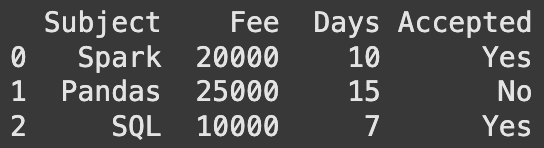 Subject Fee Days Accepted
0 Spark 20000 10 Yes
1 Pandas 25000 15 No
2 SQL 10000 7 Yes